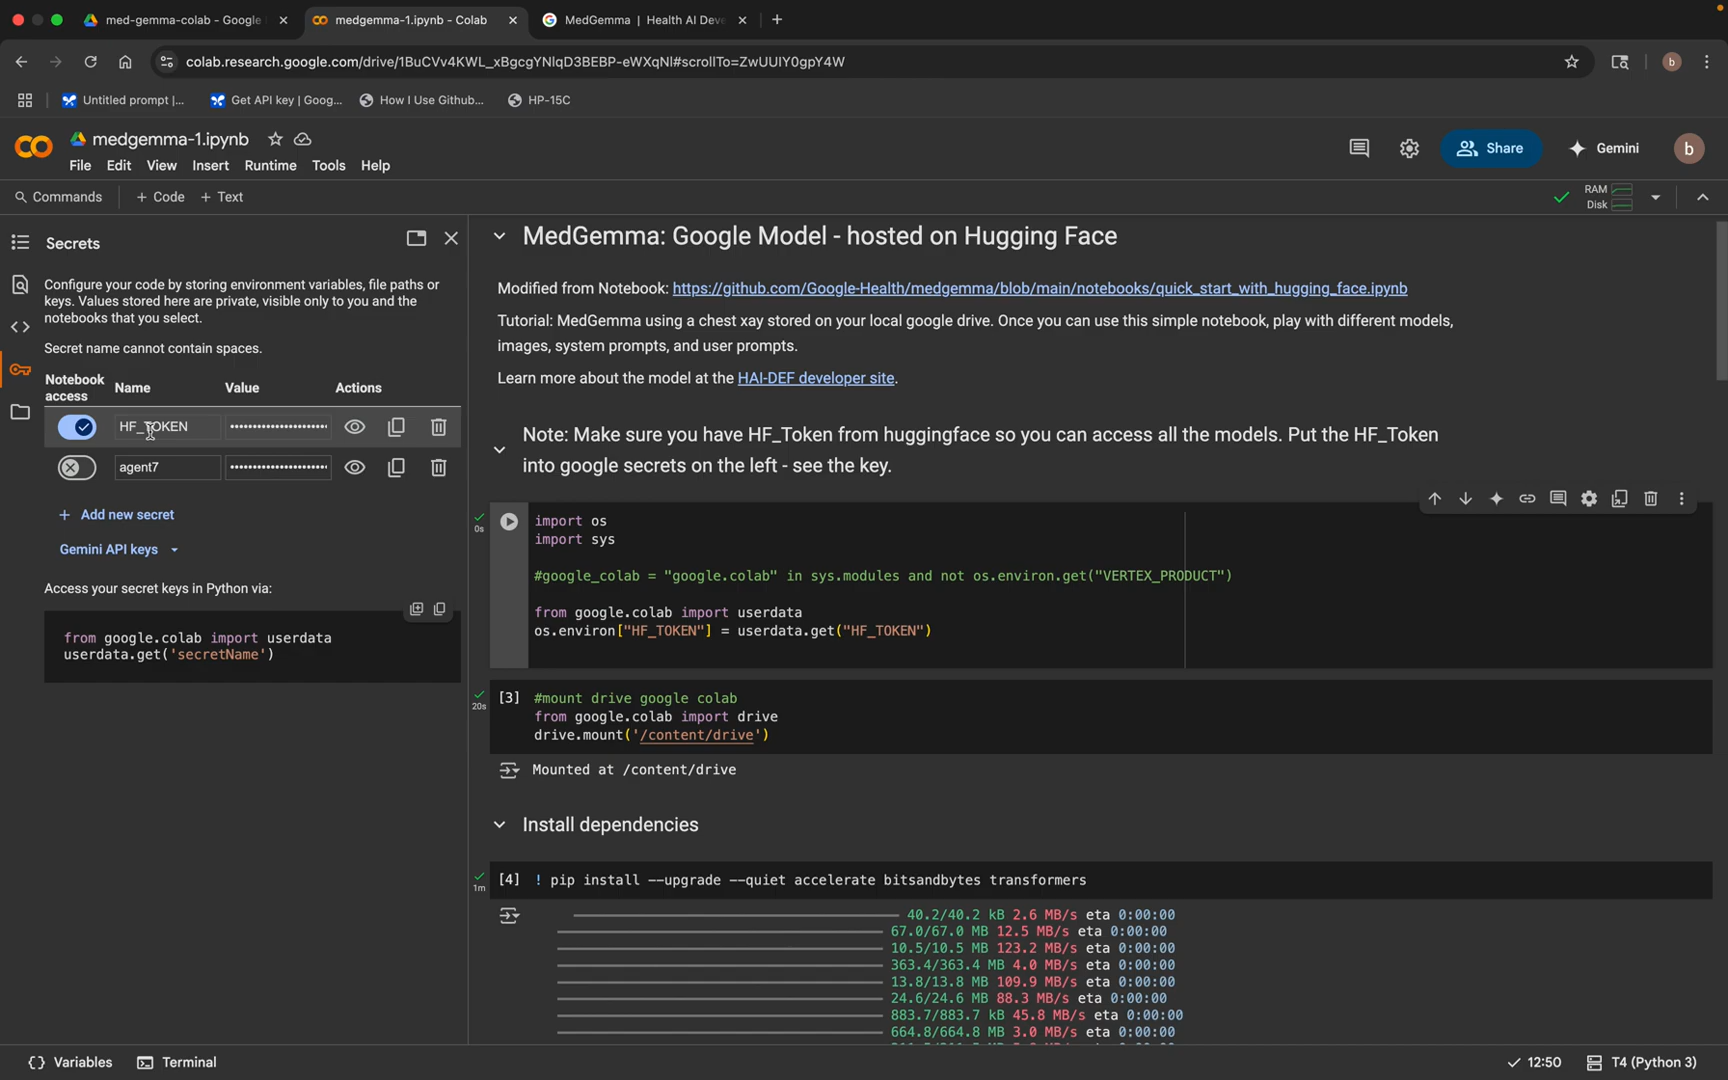 med-gemma-colab - Google
medgemma-1.ipynb - Colab
MedGemma | Health AI Dev
colab.research.google.com/drive/1BuCVv4KWL_xBgcgYNlqD3BEBP-eWXqNl#scrollTo=ZwUUIY0gpY4W
b
Untitled prompt |...
Get API key | Goog...
How I Use Github...
HP-15C
medgemma-1.ipynb
File Edit View Insert Runtime Tools Help
Share
Gemini
b
Commands + Code + Text
RAM
Disk
Secrets
Configure your code by storing environment variables, file paths or
keys. Values stored here are private, visible only to you and the
notebooks that you select.
Secret name cannot contain spaces.
Notebook
access
Name Value Actions
HF_TOKEN ••••••••••••••••••••••
agent7 ••••••••••••••••••••••
+ Add new secret
Gemini API keys
Access your secret keys in Python via:
from google.colab import userdata
userdata.get('secretName')
MedGemma: Google Model - hosted on Hugging Face
Modified from Notebook: https://github.com/Google-Health/medgemma/blob/main/notebooks/quick_start_with_hugging_face.ipynb
Tutorial: MedGemma using a chest xay stored on your local google drive. Once you can use this simple notebook, play with different models,
images, system prompts, and user prompts.
Learn more about the model at the HAI-DEF developer site.
Note: Make sure you have HF_Token from huggingface so you can access all the models. Put the HF_Token
into google secrets on the left - see the key.
0s
import os
import sys
#google_colab = "google.colab" in sys.modules and not os.environ.get("VERTEX_PRODUCT")
from google.colab import userdata
os.environ["HF_TOKEN"] = userdata.get("HF_TOKEN")
20s
[3] #mount drive google colab
from google.colab import drive
drive.mount('/content/drive')
Mounted at /content/drive
Install dependencies
1m
[4] ! pip install --upgrade --quiet accelerate bitsandbytes transformers
40.2/40.2 kB 2.6 MB/s eta 0:00:00
67.0/67.0 MB 12.5 MB/s eta 0:00:00
10.5/10.5 MB 123.2 MB/s eta 0:00:00
363.4/363.4 MB 4.0 MB/s eta 0:00:00
13.8/13.8 MB 109.9 MB/s eta 0:00:00
24.6/24.6 MB 88.3 MB/s eta 0:00:00
883.7/883.7 kB 45.8 MB/s eta 0:00:00
664.8/664.8 MB 3.0 MB/s eta 0:00:00
Variables Terminal
12:50 T4 (Python 3)